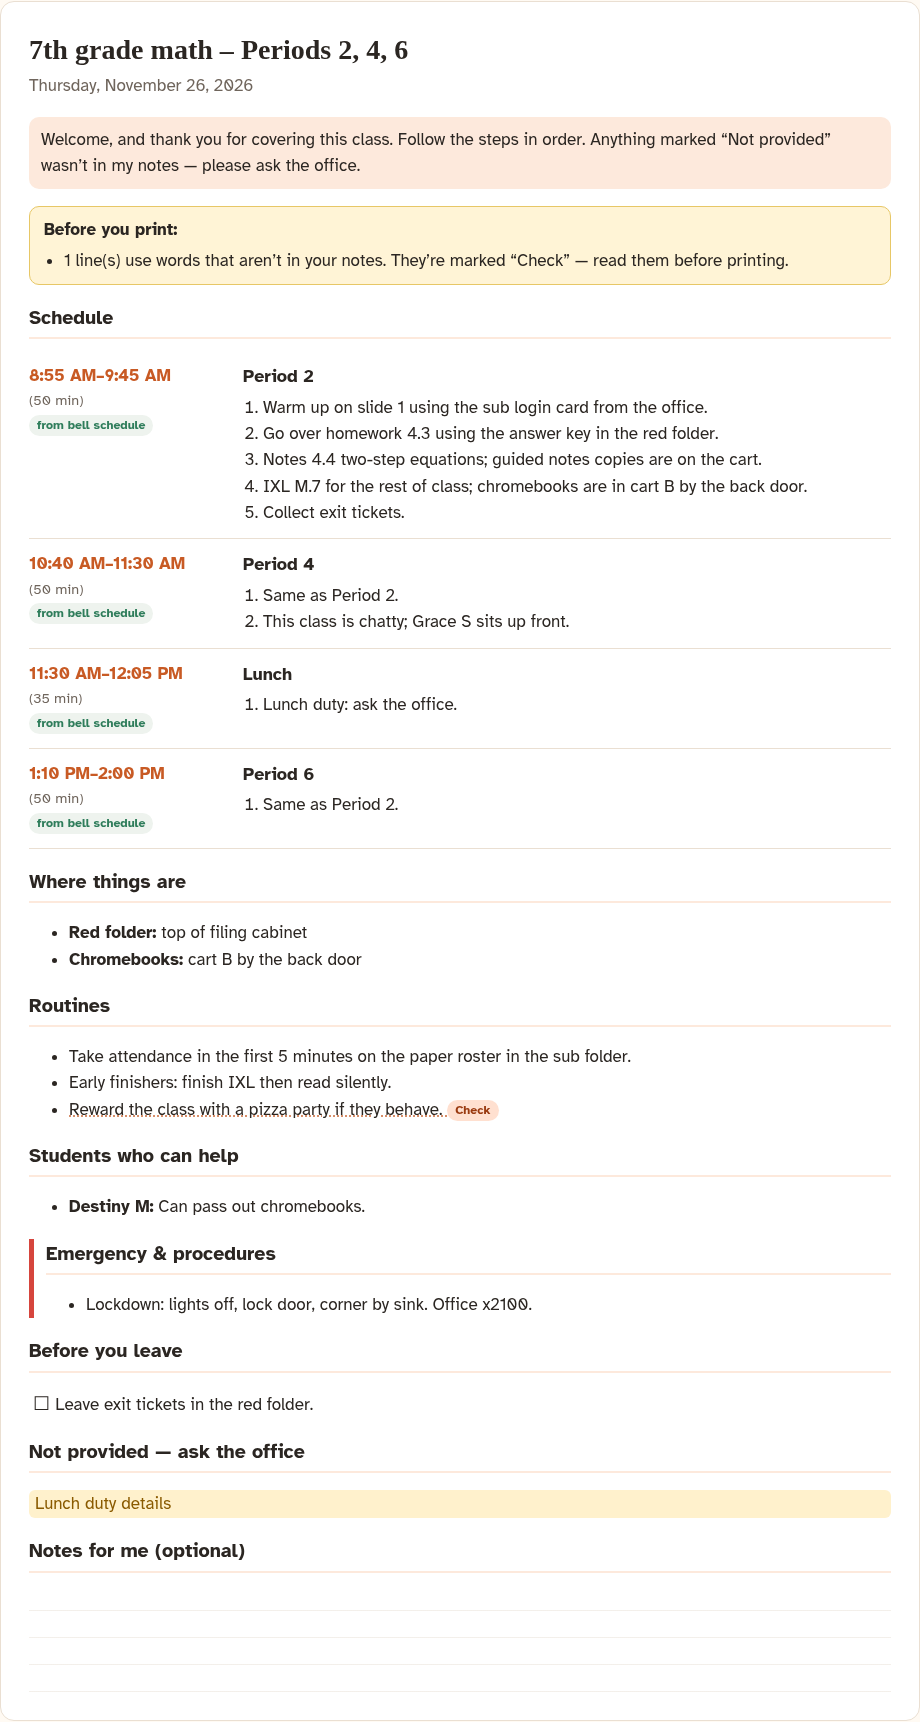 7th grade math – Periods 2, 4, 6
Thursday, November 26, 2026
Welcome, and thank you for covering this class. Follow the steps in order. Anything marked “Not provided”
wasn’t in my notes — please ask the office.
Before you print:
• 1 line(s) use words that aren’t in your notes. They’re marked “Check” — read them before printing.
Schedule
8:55 AM–9:45 AM
(50 min)
from bell schedule
Period 2
1. Warm up on slide 1 using the sub login card from the office.
2. Go over homework 4.3 using the answer key in the red folder.
3. Notes 4.4 two-step equations; guided notes copies are on the cart.
4. IXL M.7 for the rest of class; chromebooks are in cart B by the back door.
5. Collect exit tickets.
10:40 AM–11:30 AM
(50 min)
from bell schedule
Period 4
1. Same as Period 2.
2. This class is chatty; Grace S sits up front.
11:30 AM–12:05 PM
(35 min)
from bell schedule
Lunch
1. Lunch duty: ask the office.
1:10 PM–2:00 PM
(50 min)
from bell schedule
Period 6
1. Same as Period 2.
Where things are
• Red folder: top of filing cabinet
• Chromebooks: cart B by the back door
Routines
• Take attendance in the first 5 minutes on the paper roster in the sub folder.
• Early finishers: finish IXL then read silently.
• Reward the class with a pizza party if they behave. Check
Students who can help
• Destiny M: Can pass out chromebooks.
Emergency & procedures
• Lockdown: lights off, lock door, corner by sink. Office x2100.
Before you leave
☐ Leave exit tickets in the red folder.
Not provided — ask the office
Lunch duty details
Notes for me (optional)